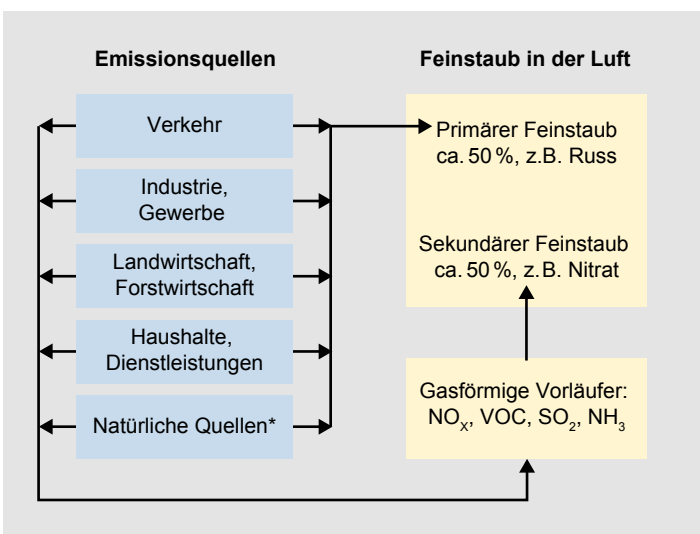 Emissionsquellen
Verkehr
Industrie,
Gewerbe
Landwirtschaft,
Forstwirtschaft
Haushalte,
Dienstleistungen
Natürliche Quellen*
Feinstaub in der Luft
Primärer Feinstaub
ca. 50 %, z.B. Russ
Sekundärer Feinstaub
ca. 50 %, z.B. Nitrat
Gasförmige Vorläufer:
NOₓ, VOC, SO₂, NH₃